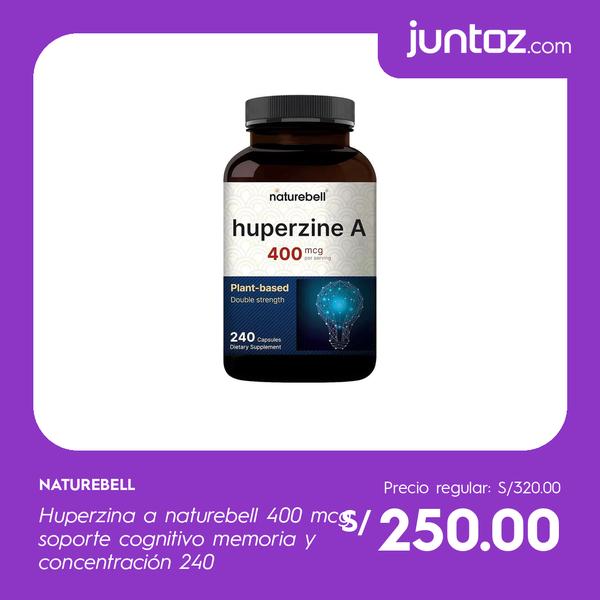 juntoz.com
naturebell
huperzine A
400 mcg
per serving
Plant-based
Double strength
240 Capsules
Dietary Supplement
NATUREBELL
Huperzina a naturebell 400 mcg,
soporte cognitivo memoria y
concentración 240
Precio regular: S/320.00
S/ 250.00